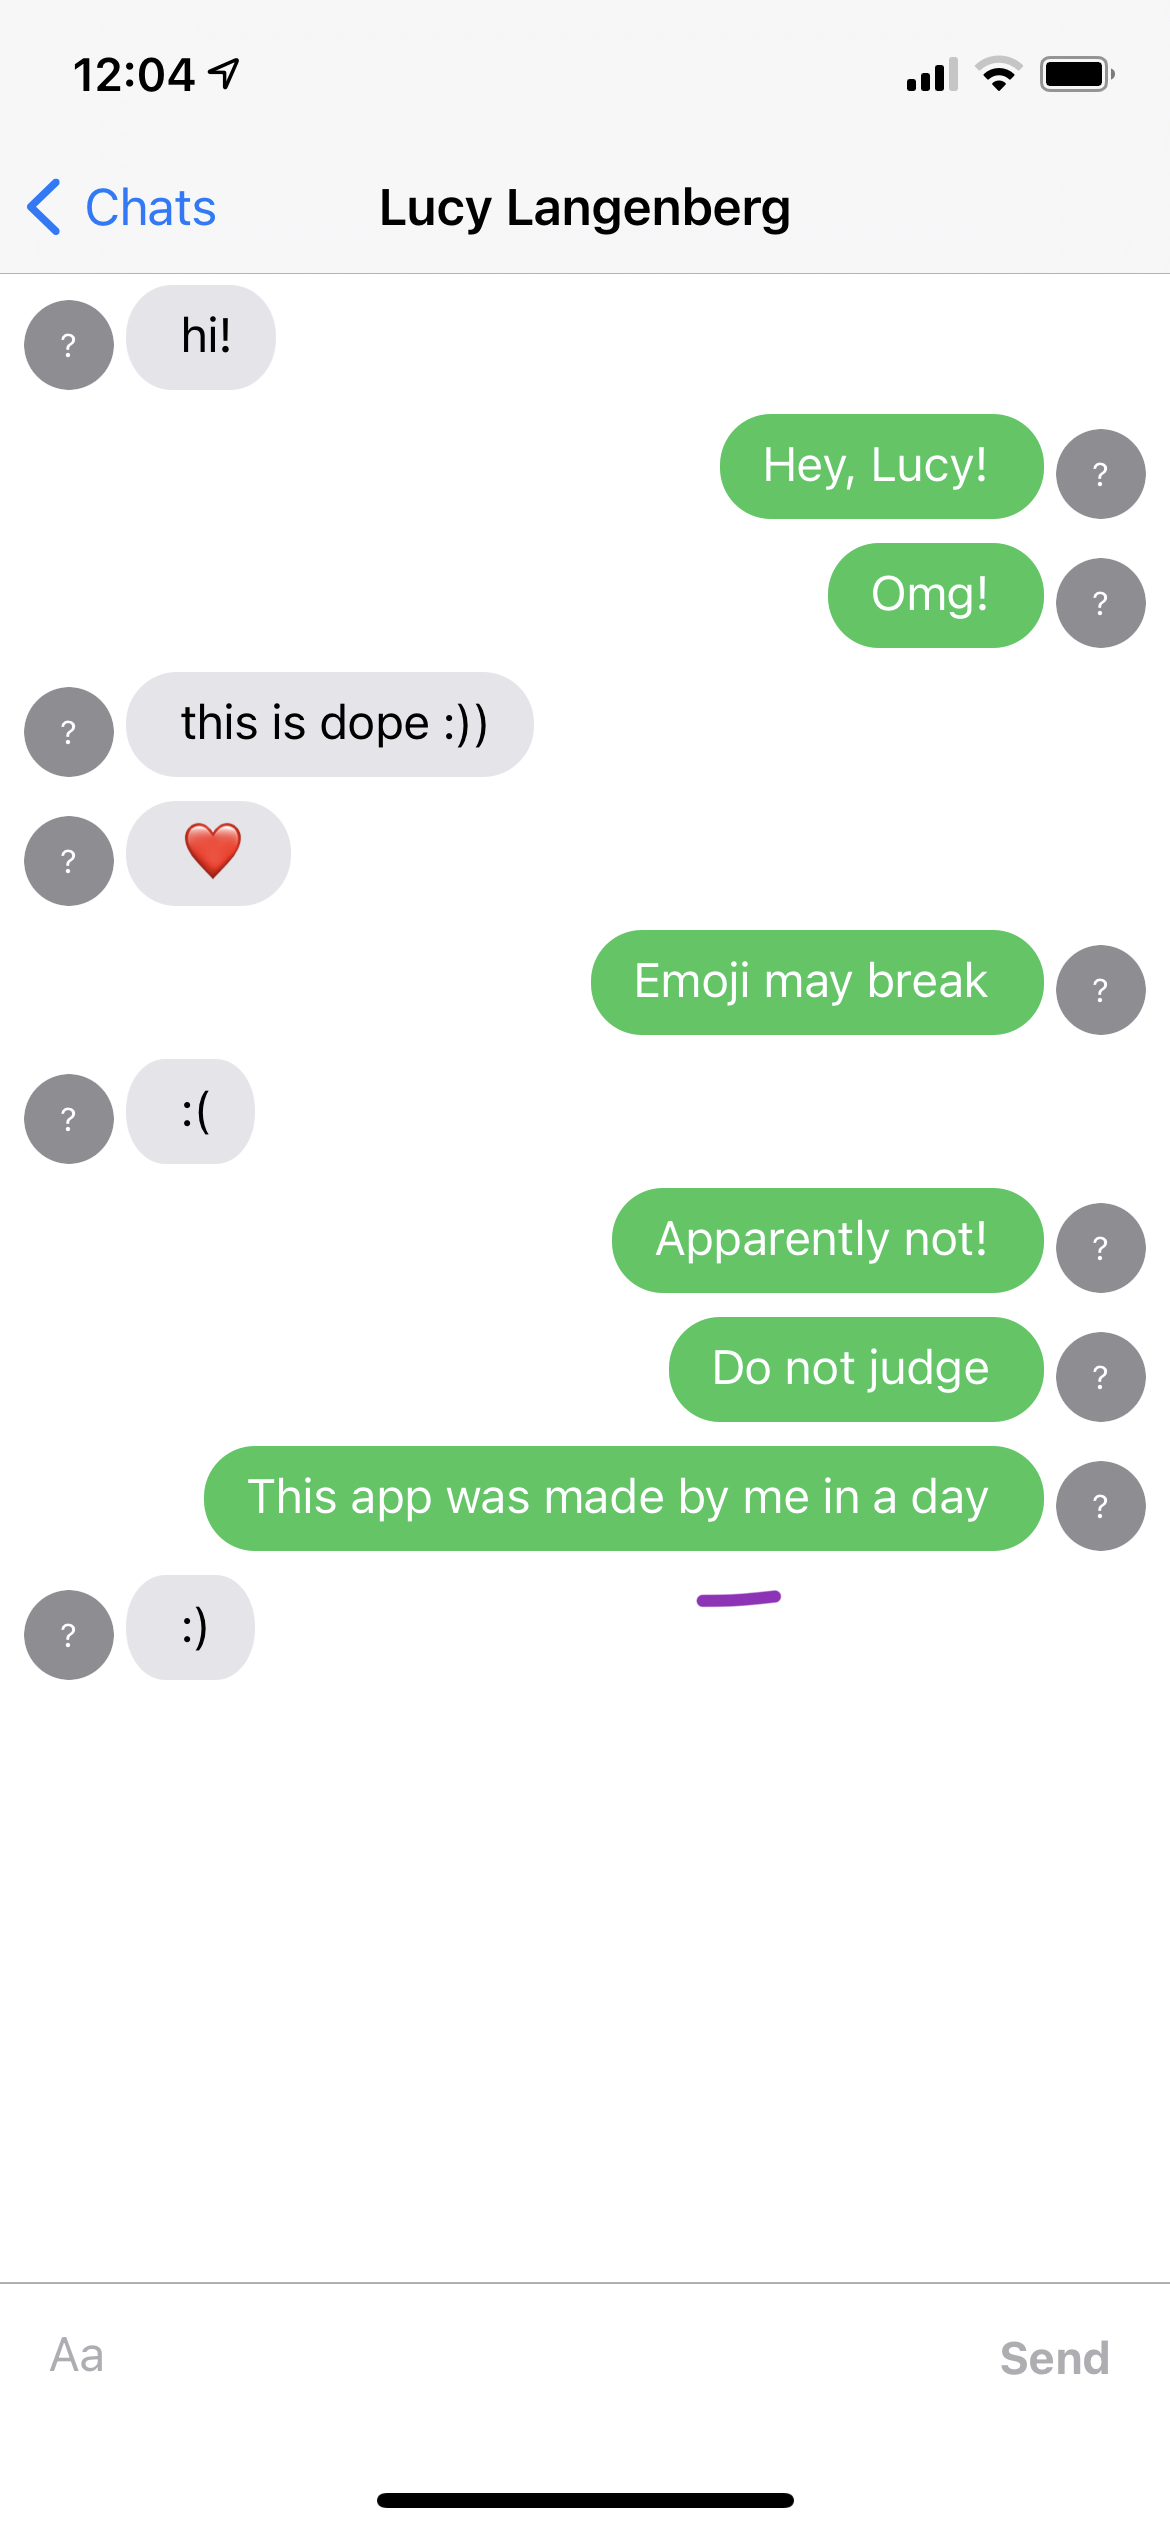 12:04
Chats Lucy Langenberg
? hi!
Hey, Lucy! ?
Omg! ?
? this is dope :))
? ❤️
Emoji may break ?
? :(
Apparently not! ?
Do not judge ?
This app was made by me in a day ?
? :)
Aa Send